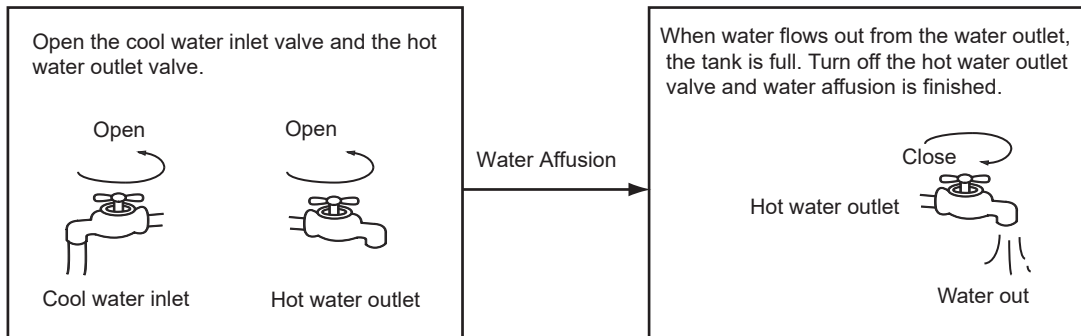 Open the cool water inlet valve and the hot
water outlet valve.
Open
Open
Cool water inlet
Hot water outlet
Water Affusion
When water flows out from the water outlet,
the tank is full. Turn off the hot water outlet
valve and water affusion is finished.
Close
Hot water outlet
Water out